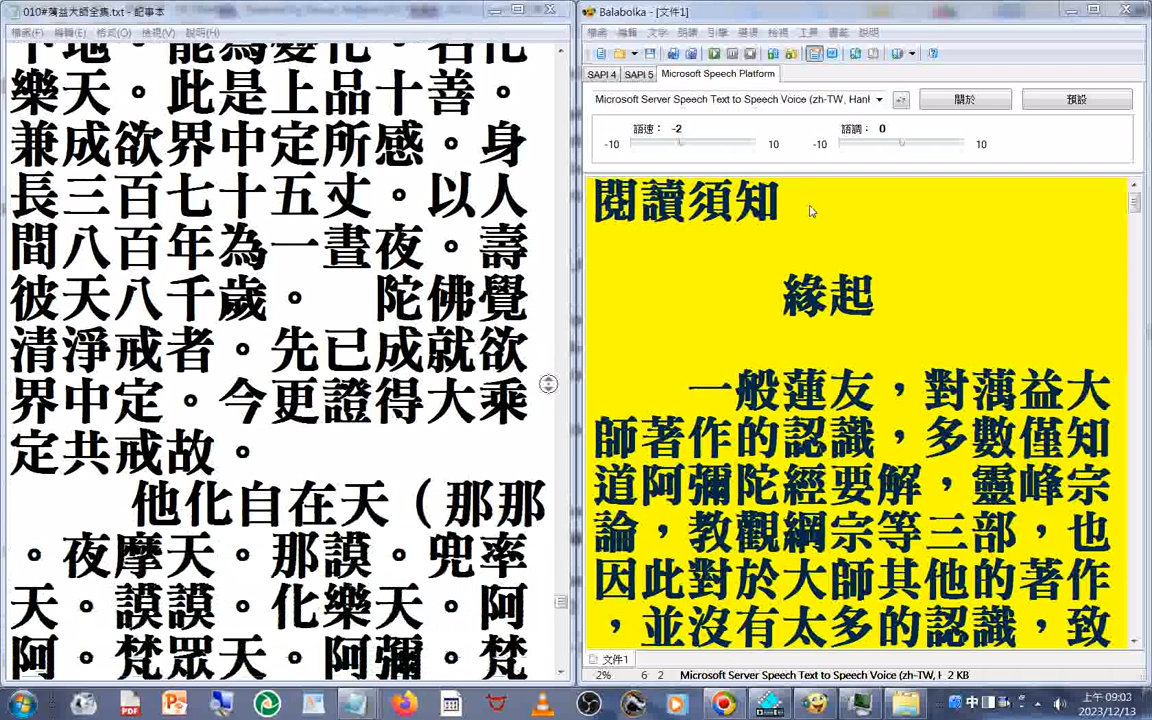 010#蕅益大師全集.txt - 記事本
檔案(F) 編輯(E) 格式(O) 檢視(V) 說明(H)
下地。能為變化。若化
樂天。此是上品十善。
兼成欲界中定所感。身
長三百七十五丈。以人
間八百年為一晝夜。壽
彼天八千歲。　陀佛覺
清淨戒者。先已成就欲
界中定。今更證得大乘
定共戒故。
他化自在天（那那
。夜摩天。那謨。兜率
天。謨謨。化樂天。阿
阿。梵眾天。阿彌。梵
Balabolka - [文件1]
檔案 編輯 文字 朗讀 引擎 選項 檢視 工具 書籤 說明
SAPI 4 SAPI 5 Microsoft Speech Platform
Microsoft Server Speech Text to Speech Voice (zh-TW, Hanl
關於 預設
語速： -2 語調： 0
-10 10 -10 10
閱讀須知
緣起
一般蓮友，對蕅益大
師著作的認識，多數僅知
道阿彌陀經要解，靈峰宗
論，教觀綱宗等三部，也
因此對於大師其他的著作
，並沒有太多的認識，致
文件1
2% 6 2 Microsoft Server Speech Text to Speech Voice (zh-TW, H 2 KB
中
上午 09:03
2023/12/13